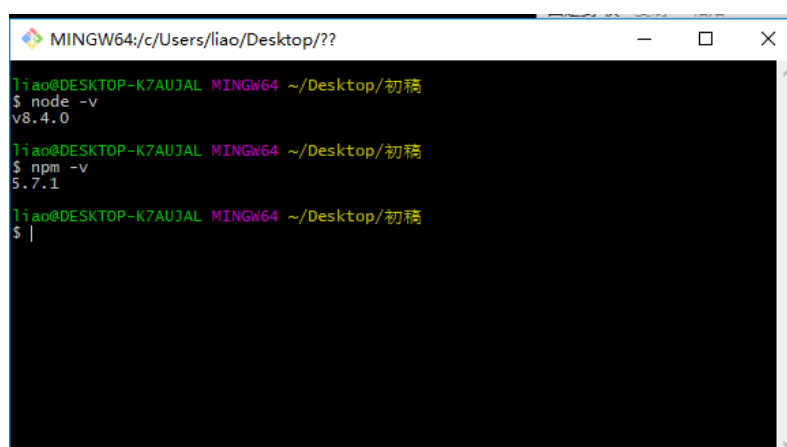 MINGW64:/c/Users/liao/Desktop/??
liao@DESKTOP-K7AUJAL MINGW64 ~/Desktop/初稿
$ node -v
v8.4.0
liao@DESKTOP-K7AUJAL MINGW64 ~/Desktop/初稿
$ npm -v
5.7.1
liao@DESKTOP-K7AUJAL MINGW64 ~/Desktop/初稿
$